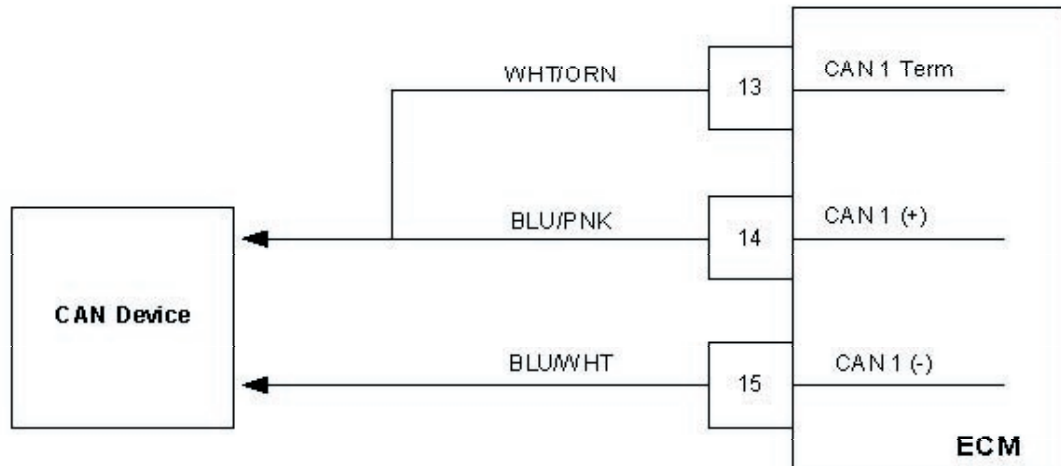 WHT/ORN
13
CAN 1 Term
BLU/PNK
14
CAN 1 (+)
CAN Device
BLU/WHT
15
CAN 1 (-)
ECM